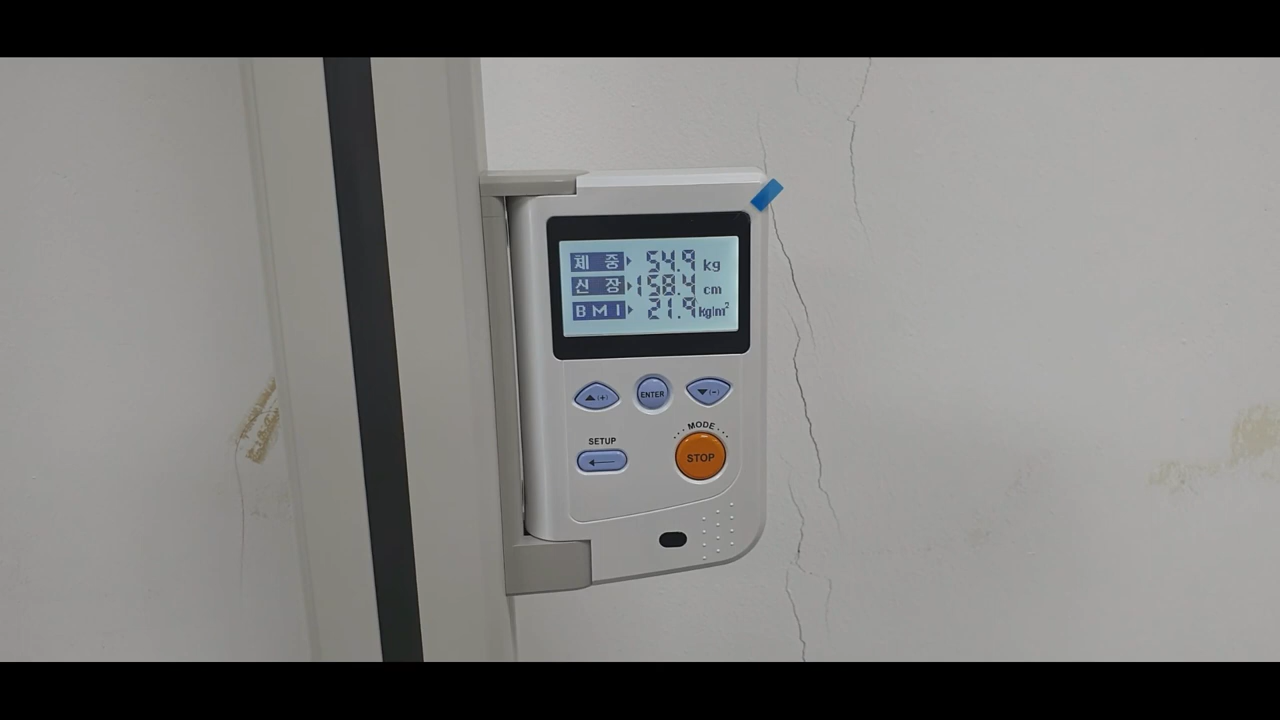 체 중 54.9 kg
신 장 158.4 cm
BMI 21.9 kg/m²
▲(+) ENTER ▼(-)
SETUP
MODE
STOP